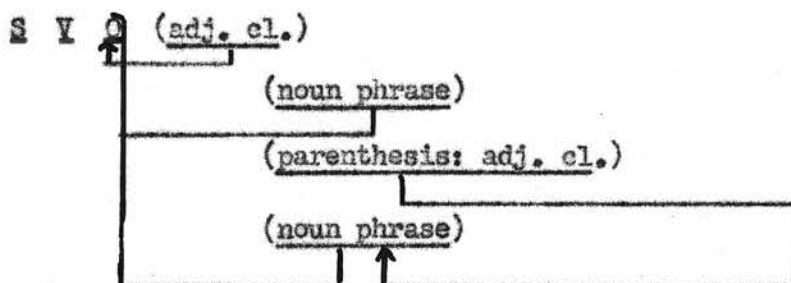 S V O (adj. cl.)
(noun phrase)
(parenthesis: adj. cl.)
(noun phrase)